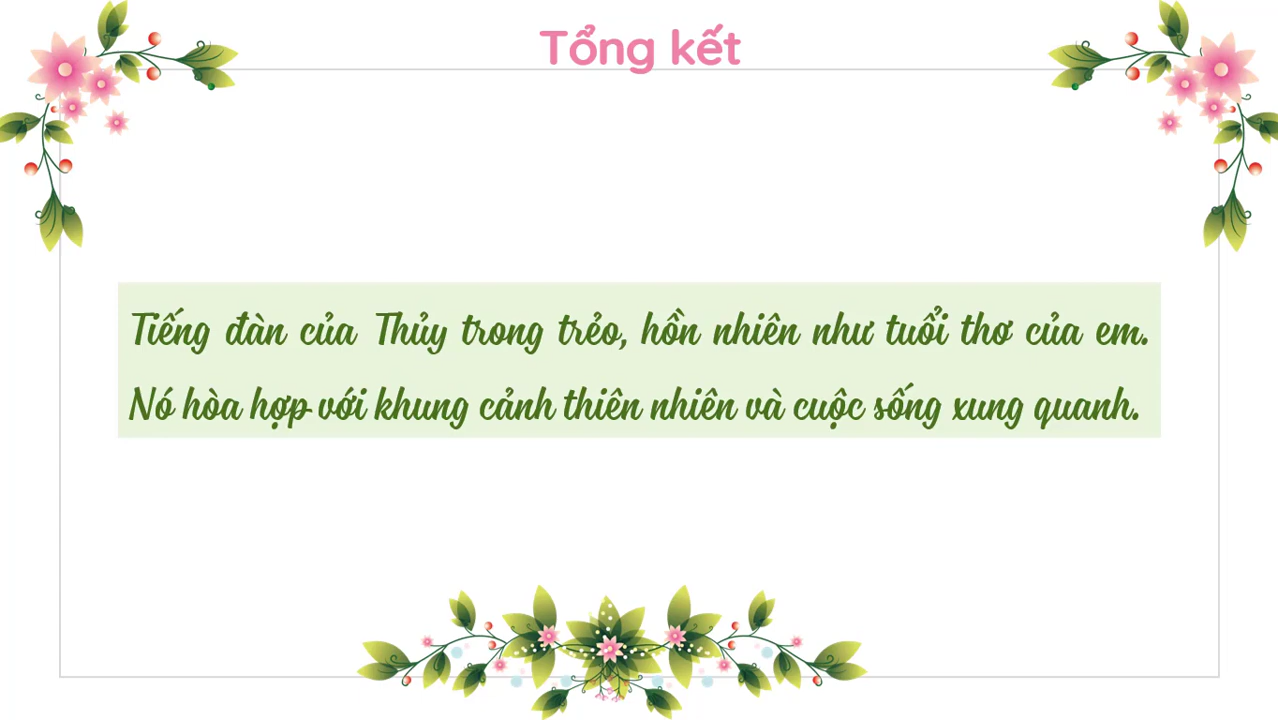 Tổng kết
Tiếng đàn của Thủy trong trẻo, hồn nhiên như tuổi thơ của em.
Nó hòa hợp với khung cảnh thiên nhiên và cuộc sống xung quanh.